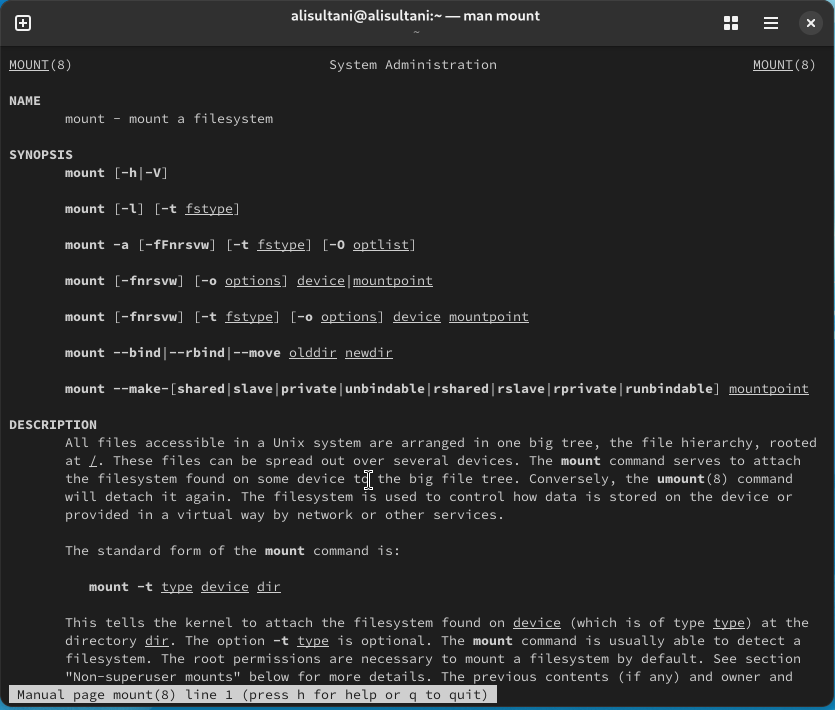 alisultani@alisultani:~ — man mount
~
MOUNT(8) System Administration MOUNT(8)
NAME
mount - mount a filesystem
SYNOPSIS
mount [-h|-V]
mount [-l] [-t fstype]
mount -a [-fFnrsvw] [-t fstype] [-O optlist]
mount [-fnrsvw] [-o options] device|mountpoint
mount [-fnrsvw] [-t fstype] [-o options] device mountpoint
mount --bind|--rbind|--move olddir newdir
mount --make-[shared|slave|private|unbindable|rshared|rslave|rprivate|runbindable] mountpoint
DESCRIPTION
All files accessible in a Unix system are arranged in one big tree, the file hierarchy, rooted
at /. These files can be spread out over several devices. The mount command serves to attach
the filesystem found on some device to the big file tree. Conversely, the umount(8) command
will detach it again. The filesystem is used to control how data is stored on the device or
provided in a virtual way by network or other services.
The standard form of the mount command is:
mount -t type device dir
This tells the kernel to attach the filesystem found on device (which is of type type) at the
directory dir. The option -t type is optional. The mount command is usually able to detect a
filesystem. The root permissions are necessary to mount a filesystem by default. See section
"Non-superuser mounts" below for more details. The previous contents (if any) and owner and
Manual page mount(8) line 1 (press h for help or q to quit)